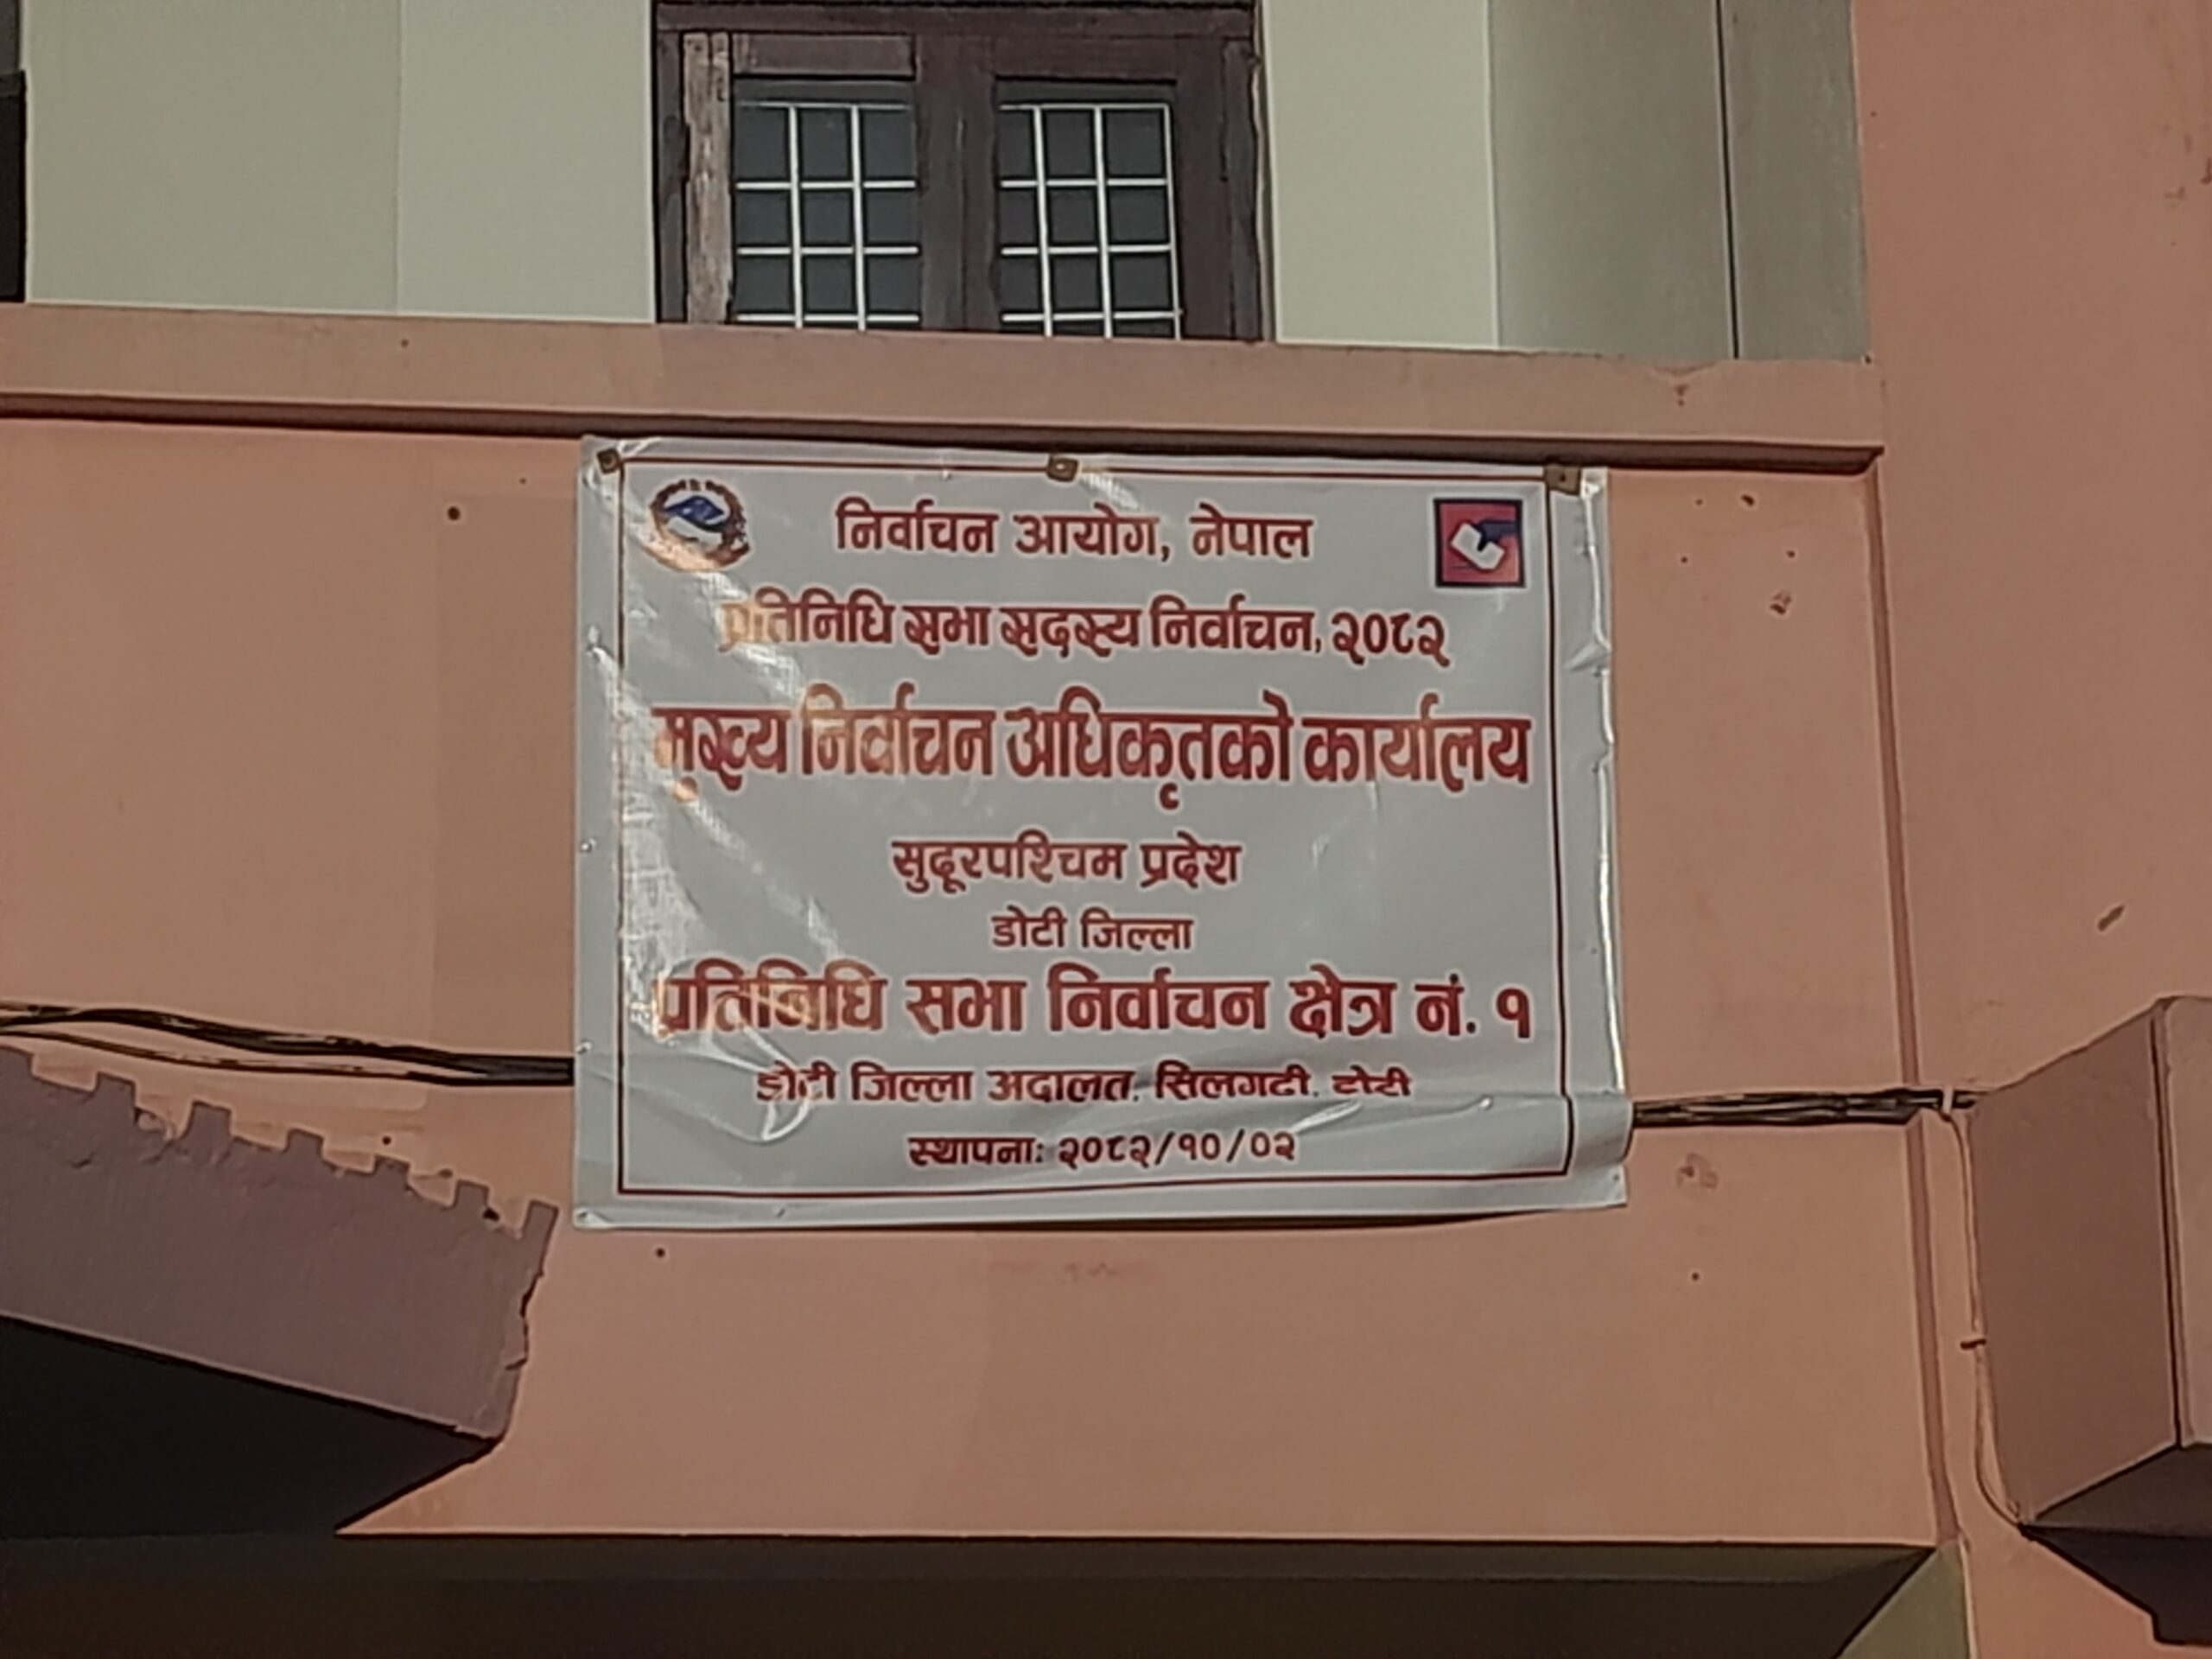 निर्वाचन आयोग, नेपाल
प्रतिनिधि सभा सदस्य निर्वाचन, २०८२
मुख्य निर्वाचन अधिकृतको कार्यालय
सुदूरपश्चिम प्रदेश
डोटी जिल्ला
प्रतिनिधि सभा निर्वाचन क्षेत्र नं. १
डोटी जिल्ला अदालत, सिलगढी, डोटी
स्थापनाः २०८२/१०/०२